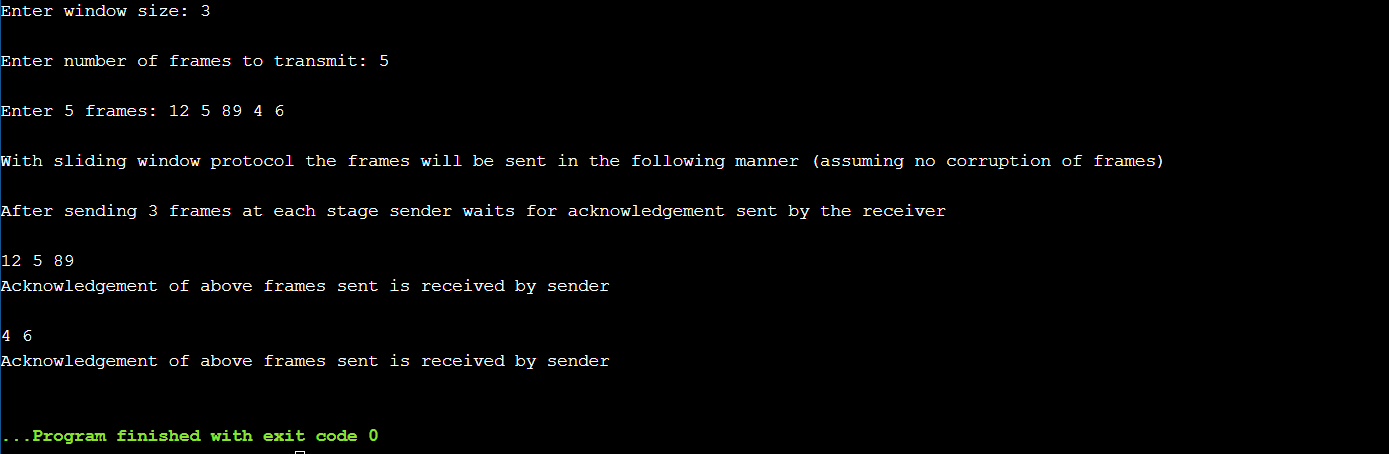 Enter window size: 3
Enter number of frames to transmit: 5
Enter 5 frames: 12 5 89 4 6
With sliding window protocol the frames will be sent in the following manner (assuming no corruption of frames)
After sending 3 frames at each stage sender waits for acknowledgement sent by the receiver
12 5 89
Acknowledgement of above frames sent is received by sender
4 6
Acknowledgement of above frames sent is received by sender
...Program finished with exit code 0